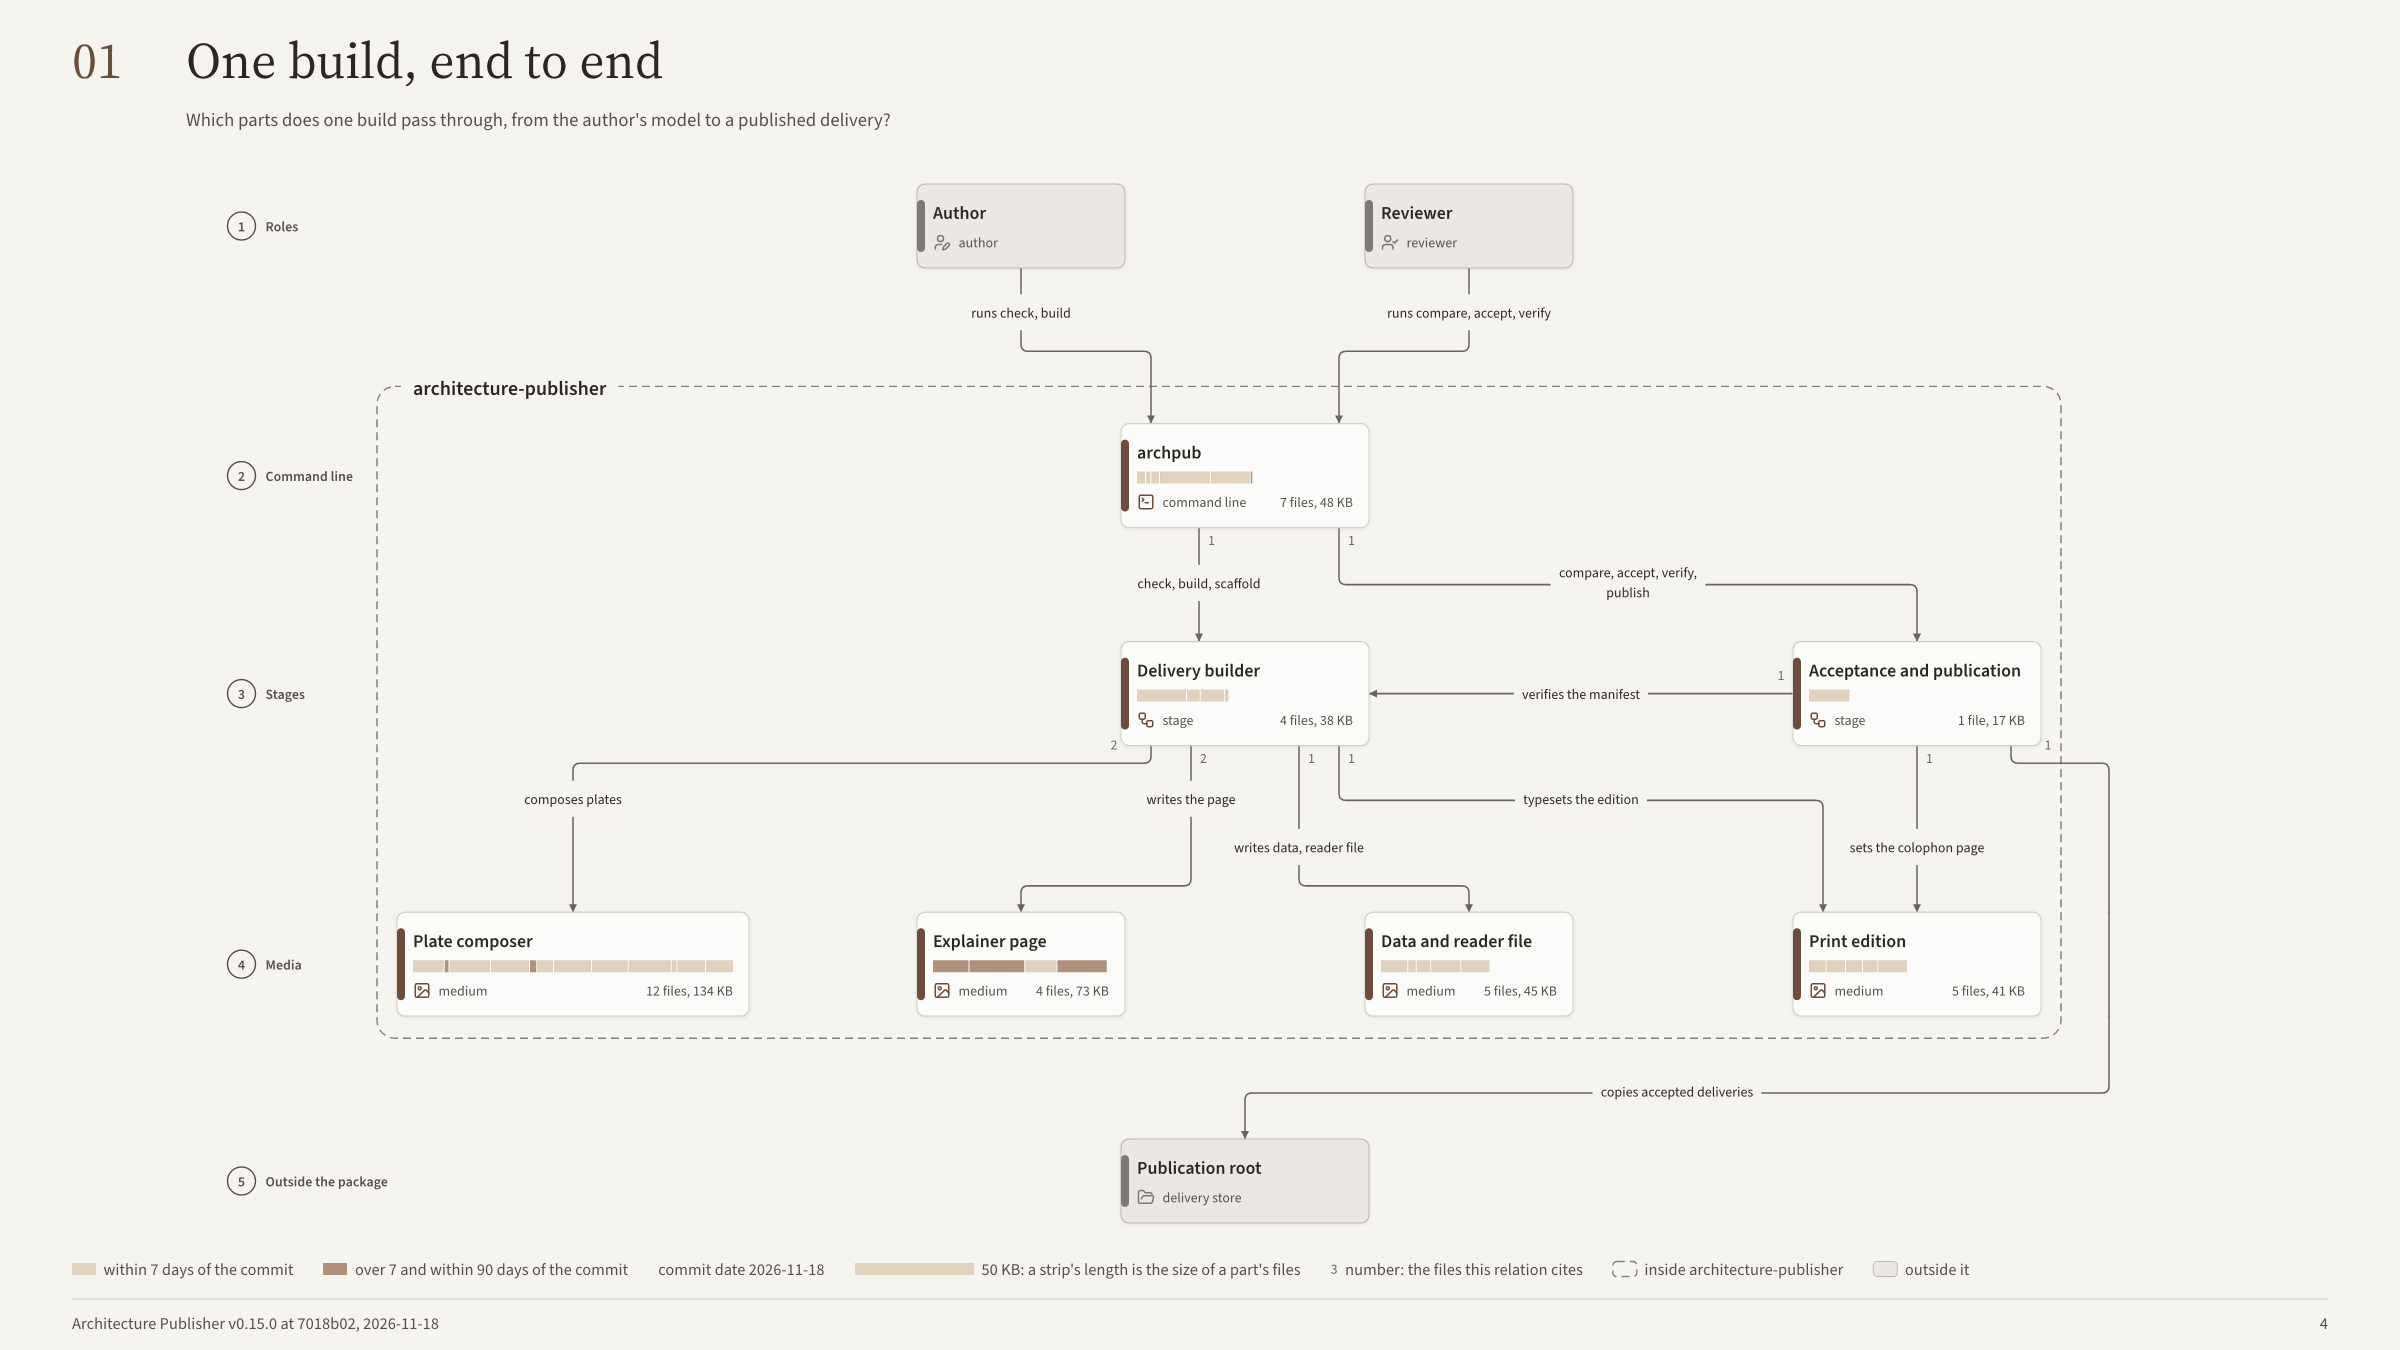 01 One build, end to end
Which parts does one build pass through, from the author's model to a published delivery?
1 Roles
Author
author
Reviewer
reviewer
runs check, build
runs compare, accept, verify
architecture-publisher
2 Command line
archpub
command line 7 files, 48 KB
1
1
check, build, scaffold
compare, accept, verify,
publish
3 Stages
Delivery builder
stage 4 files, 38 KB
verifies the manifest
1
Acceptance and publication
stage 1 file, 17 KB
2
2
1
1
1
1
composes plates
writes the page
typesets the edition
writes data, reader file
sets the colophon page
4 Media
Plate composer
medium 12 files, 134 KB
Explainer page
medium 4 files, 73 KB
Data and reader file
medium 5 files, 45 KB
Print edition
medium 5 files, 41 KB
copies accepted deliveries
5 Outside the package
Publication root
delivery store
within 7 days of the commit over 7 and within 90 days of the commit commit date 2026-11-18 50 KB: a strip's length is the size of a part's files 3 number: the files this relation cites inside architecture-publisher outside it
Architecture Publisher v0.15.0 at 7018b02, 2026-11-18 4